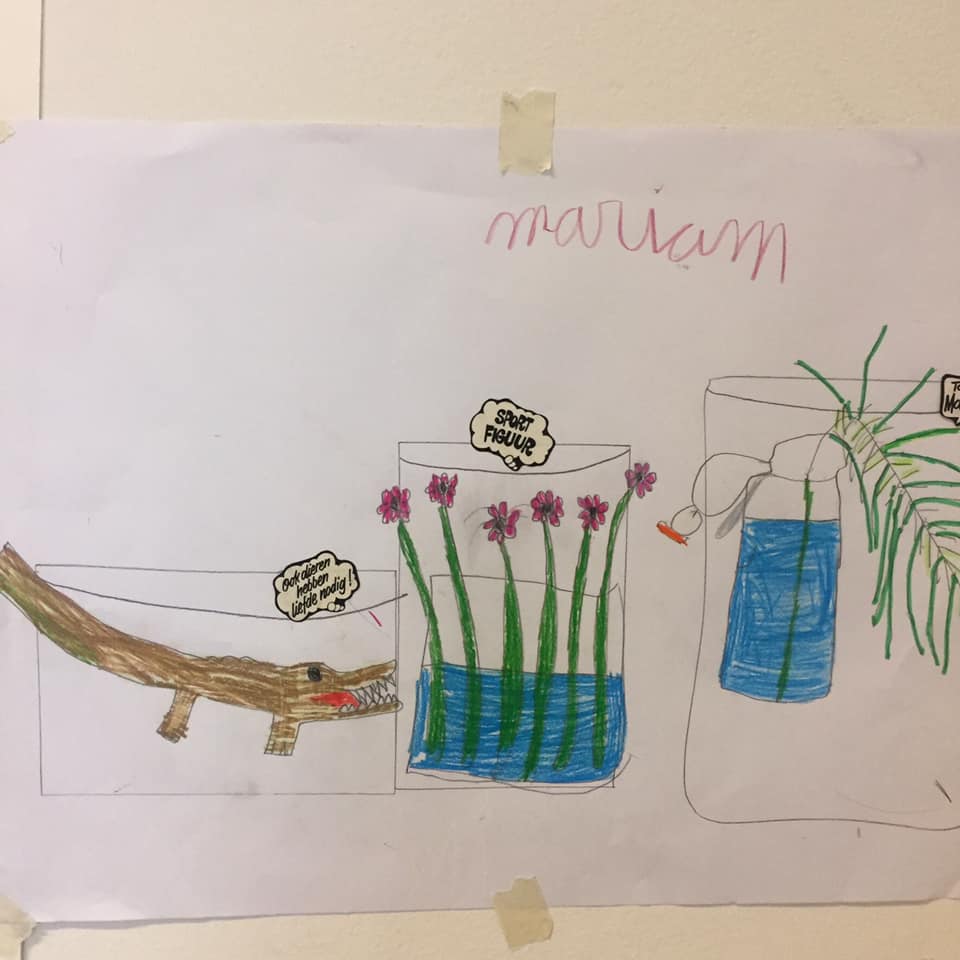 mariam
SPORT
FIGUUR
Ook dieren
hebben
liefde nodig!